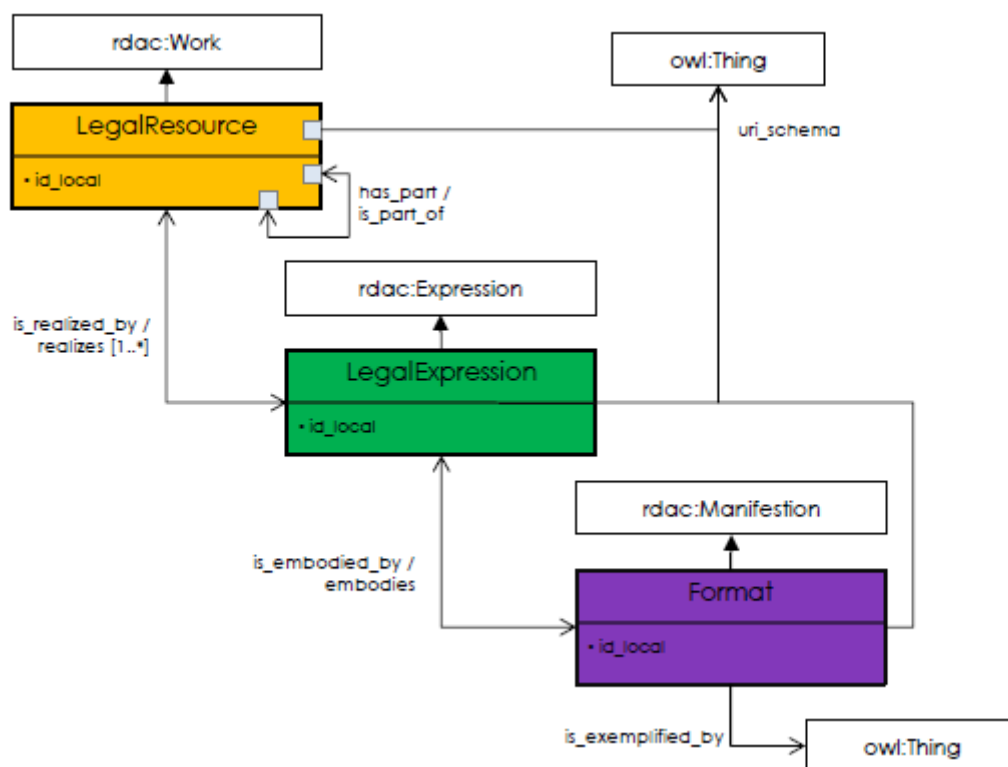 rdac:Work
owl:Thing
LegalResource
uri_schema
• id_local
has_part /
is_part_of
rdac:Expression
is_realized_by /
realizes [1..*]
LegalExpression
• id_local
rdac:Manifestion
is_embodied_by /
embodies
Format
• id_local
is_exemplified_by
owl:Thing